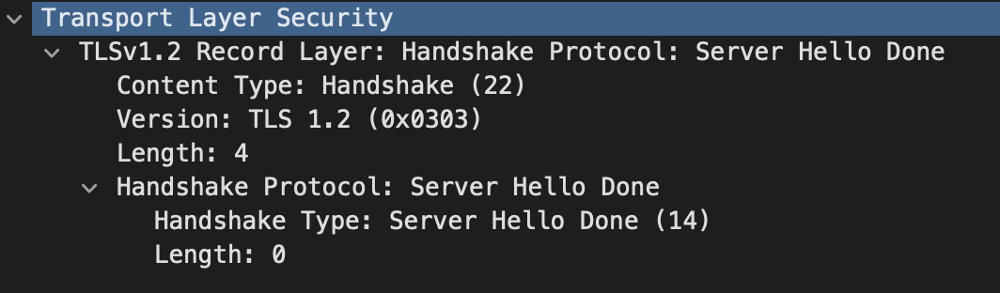 Transport Layer Security
TLSv1.2 Record Layer: Handshake Protocol: Server Hello Done
Content Type: Handshake (22)
Version: TLS 1.2 (0x0303)
Length: 4
Handshake Protocol: Server Hello Done
Handshake Type: Server Hello Done (14)
Length: 0